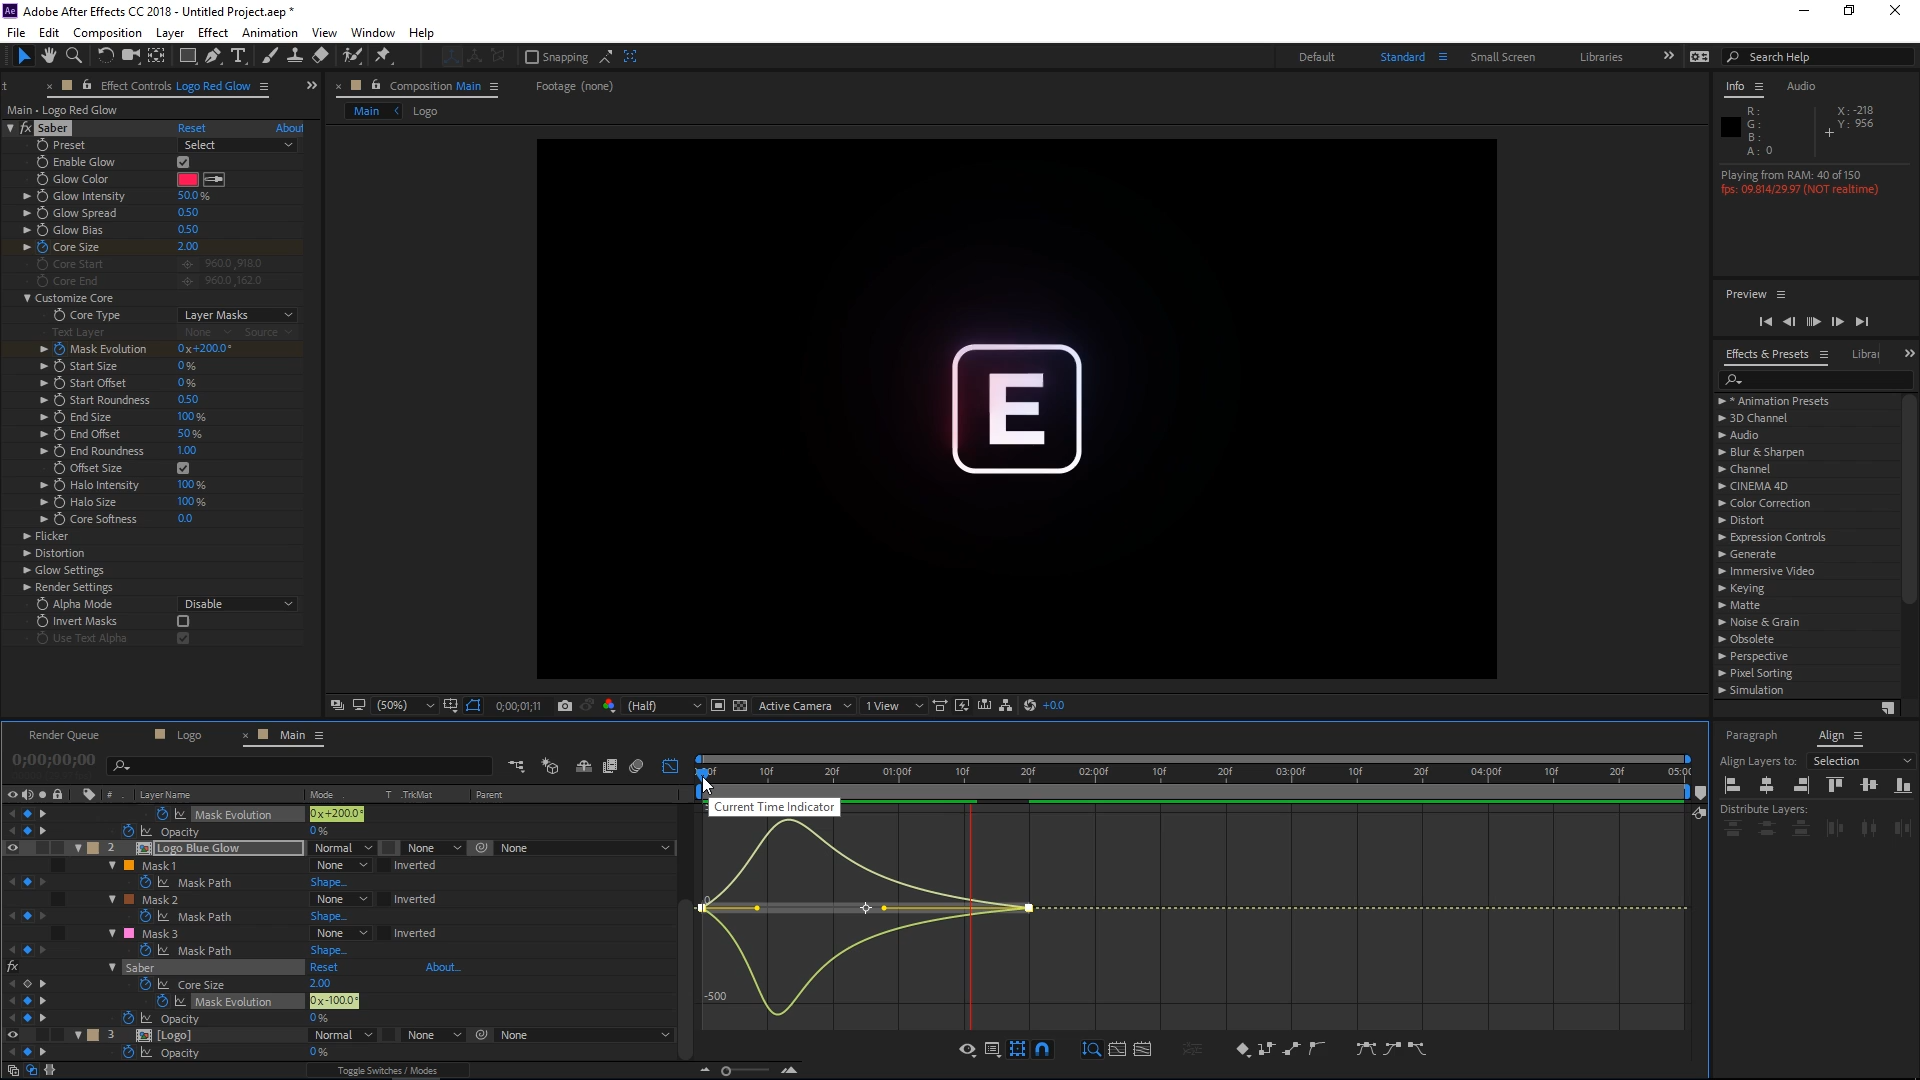 Ae Adobe After Effects CC 2018 - Untitled Project.aep *
File Edit Composition Layer Effect Animation View Window Help
Snapping
Default Standard Small Screen Libraries Search Help
Effect Controls Logo Red Glow
Main • Logo Red Glow
fx Saber Reset About
Preset Select
Enable Glow
Glow Color
Glow Intensity 50.0 %
Glow Spread 0.50
Glow Bias 0.50
Core Size 2.00
Core Start 960.0 ,918.0
Core End 960.0 ,162.0
Customize Core
Core Type Layer Masks
Text Layer None Source
Mask Evolution 0 x +200.0 °
Start Size 0 %
Start Offset 0 %
Start Roundness 0.50
End Size 100 %
End Offset 50 %
End Roundness 1.00
Offset Size
Halo Intensity 100 %
Halo Size 100 %
Core Softness 0.0
Flicker
Distortion
Glow Settings
Render Settings
Alpha Mode Disable
Invert Masks
Use Text Alpha
Composition Main
Footage (none)
Main Logo
E
(50%) 0;00;01;11 (Half) Active Camera 1 View +0.0
Info Audio
R: X: -218
G: Y: 956
B:
A: 0
Playing from RAM: 40 of 150
fps: 09.814/29.97 (NOT realtime)
Preview
Effects & Presets Librar
* Animation Presets
3D Channel
Audio
Blur & Sharpen
Channel
CINEMA 4D
Color Correction
Distort
Expression Controls
Generate
Immersive Video
Keying
Matte
Noise & Grain
Obsolete
Perspective
Pixel Sorting
Simulation
Paragraph Align
Align Layers to: Selection
Distribute Layers:
Render Queue Logo Main
0;00;00;00
# Layer Name Mode T .TrkMat Parent
Mask Evolution 0 x +200.0 °
Opacity 0 %
2 Logo Blue Glow Normal None None
Mask 1 None Inverted
Mask Path Shape...
Mask 2 None Inverted
Mask Path Shape...
Mask 3 None Inverted
Mask Path Shape...
fx Saber Reset About...
Core Size 2.00
Mask Evolution 0 x -100.0 °
Opacity 0 %
3 [Logo] Normal None None
Opacity 0 %
Toggle Switches / Modes
10f 20f 01:00f 10f 20f 02:00f 10f 20f 03:00f 10f 20f 04:00f 10f 20f 05:00
Current Time Indicator
0
-500